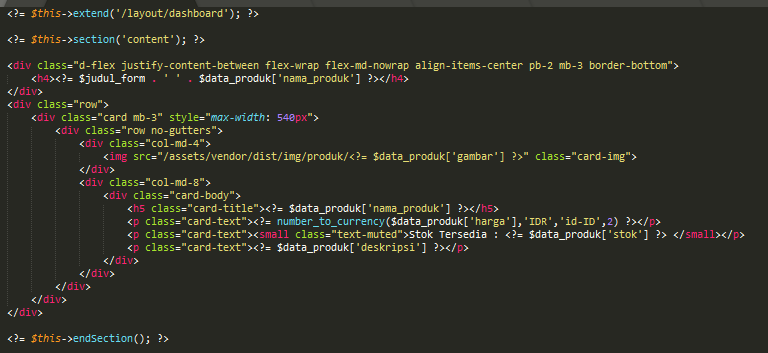 <?= $this->extend('/layout/dashboard'); ?>

<?= $this->section('content'); ?>

<div class="d-flex justify-content-between flex-wrap flex-md-nowrap align-items-center pb-2 mb-3 border-bottom">
    <h4><?= $judul_form . ' ' . $data_produk['nama_produk'] ?></h4>
</div>
<div class="row">
    <div class="card mb-3" style="max-width: 540px">
        <div class="row no-gutters">
            <div class="col-md-4">
                <img src="/assets/vendor/dist/img/produk/<?= $data_produk['gambar'] ?>" class="card-img">
            </div>
            <div class="col-md-8">
                <div class="card-body">
                    <h5 class="card-title"><?= $data_produk['nama_produk'] ?></h5>
                    <p class="card-text"><?= number_to_currency($data_produk['harga'],'IDR','id-ID',2) ?></p>
                    <p class="card-text"><small class="text-muted">Stok Tersedia : <?= $data_produk['stok'] ?> </small></p>
                    <p class="card-text"><?= $data_produk['deskripsi'] ?></p>
                </div>
            </div>
        </div>
    </div>
</div>

<?= $this->endSection(); ?>